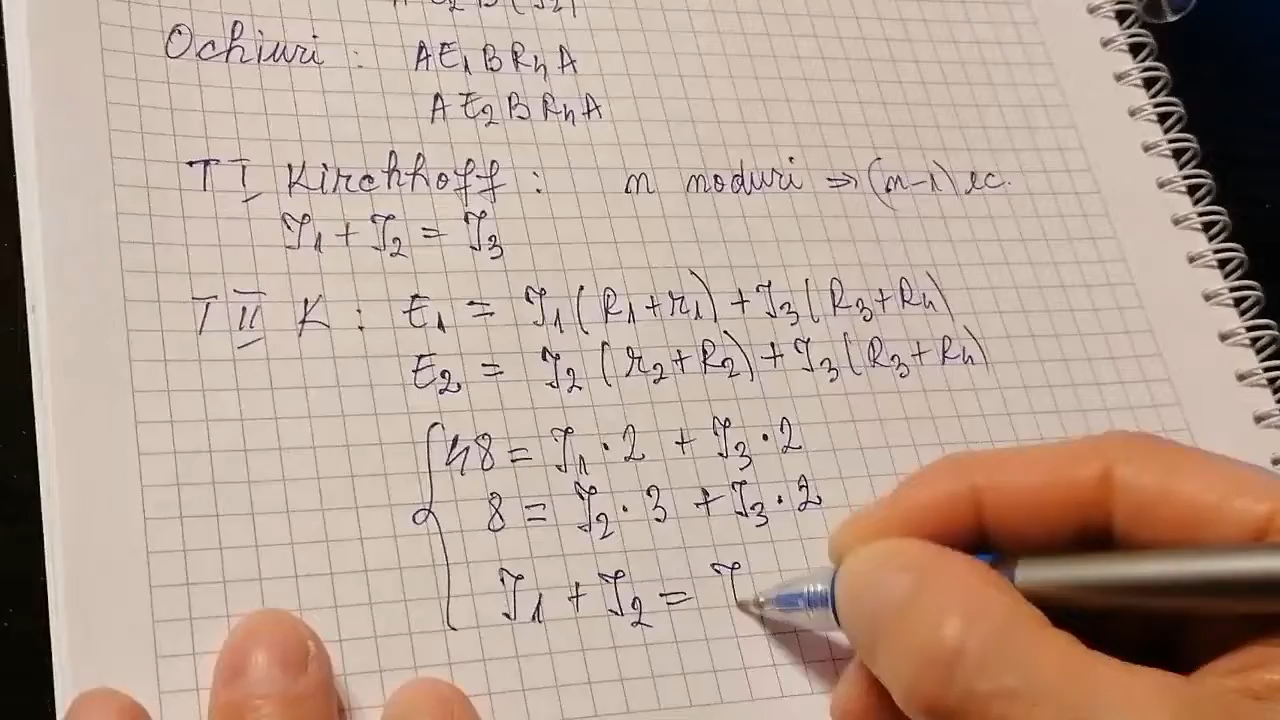 Ochiuri : AE₁BR₄A
AE₂BR₄A
T I Kirchhoff : n noduri ⇒ (n-1) ec.
I₁ + I₂ = I₃
T II K : E₁ = I₁(R₁+r₁) + I₃(R₃+R₄)
E₂ = I₂(r₂+R₂) + I₃(R₃+R₄)
48 = I₁·2 + I₃·2
8 = I₂·3 + I₃·2
I₁ + I₂ = I